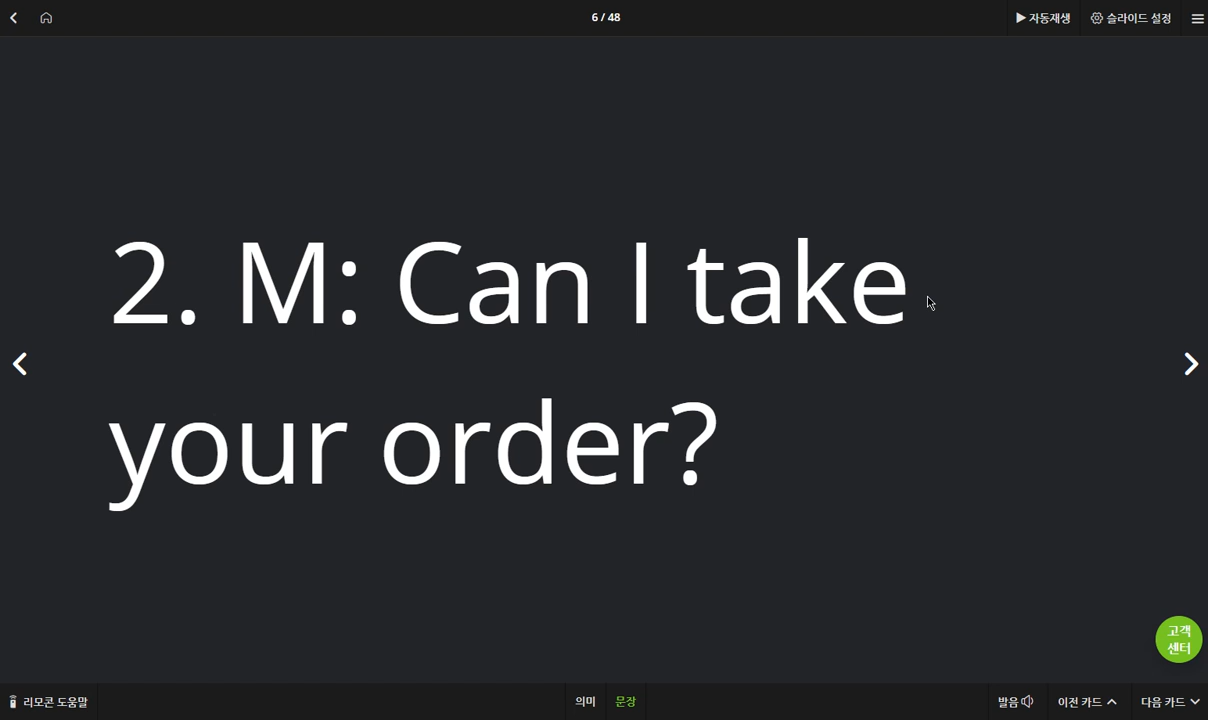 6 / 48
▶ 자동재생
슬라이드 설정
2. M: Can I take
your order?
고객
센터
리모콘 도움말
의미
문장
발음
이전 카드
다음 카드